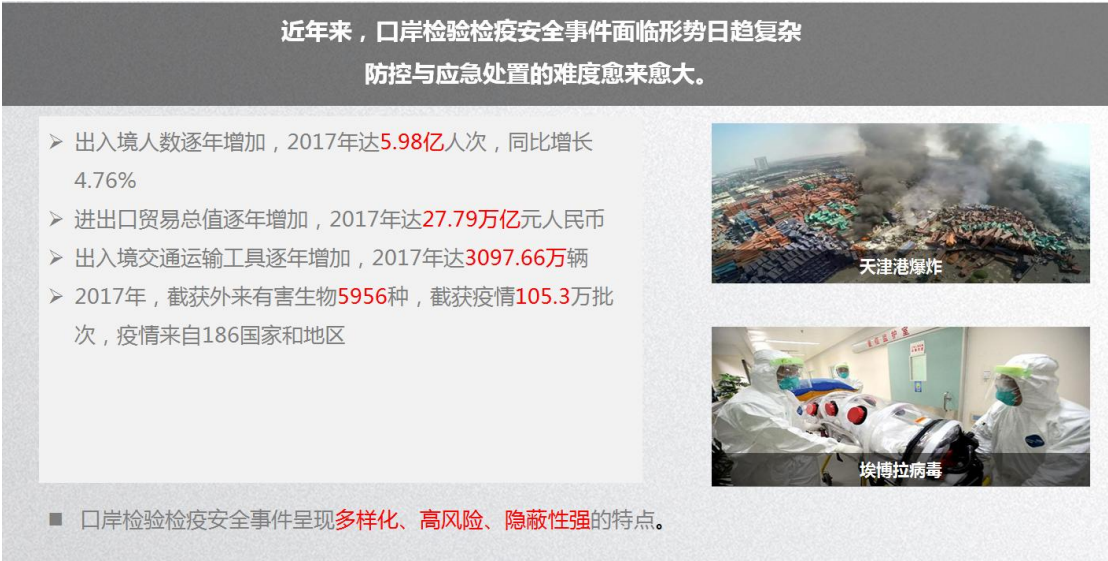 近年来，口岸检验检疫安全事件面临形势日趋复杂
防控与应急处置的难度愈来愈大。
出入境人数逐年增加，2017年达5.98亿人次，同比增长
4.76%
进出口贸易总值逐年增加，2017年达27.79万亿元人民币
出入境交通运输工具逐年增加，2017年达3097.66万辆
2017年，截获外来有害生物5956种，截获疫情105.3万批
次，疫情来自186国家和地区
天津港爆炸
埃博拉病毒
口岸检验检疫安全事件呈现多样化、高风险、隐蔽性强的特点。